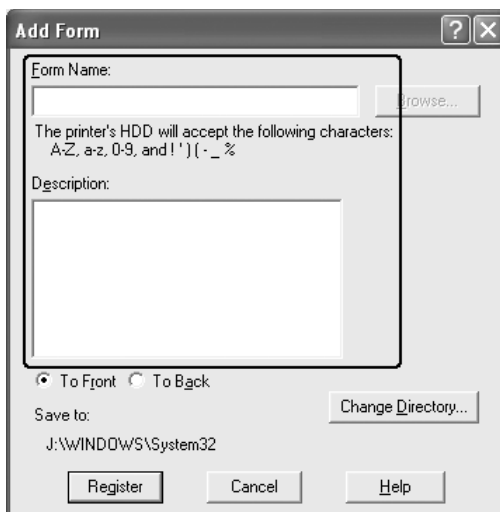 Add Form
Form Name:
Browse...
The printer's HDD will accept the following characters:
A-Z, a-z, 0-9, and ! ' ) ( - _ %
Description:
To Front To Back
Change Directory...
Save to:
J:\WINDOWS\System32
Register Cancel Help